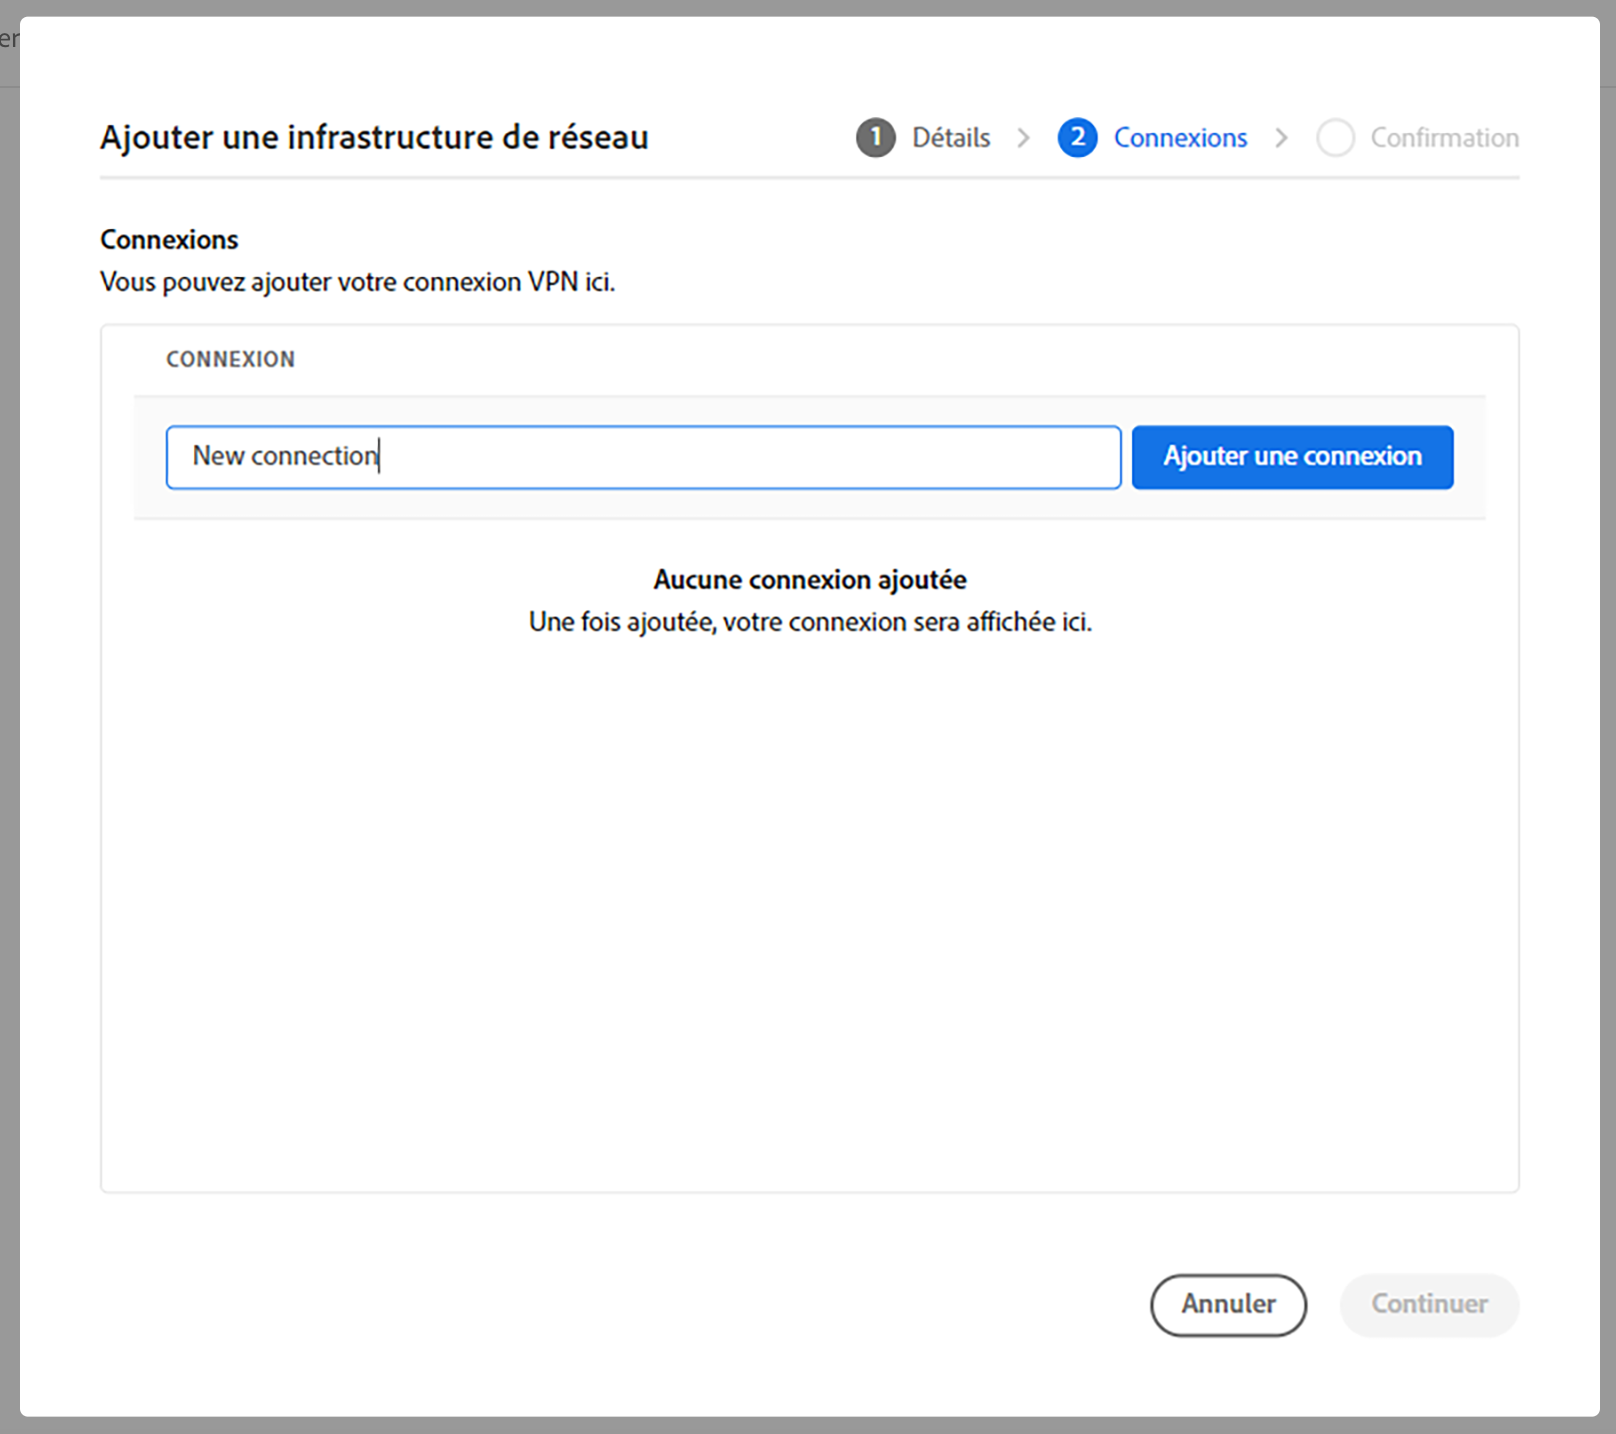 er
Ajouter une infrastructure de réseau
1 Détails > 2 Connexions > Confirmation
Connexions
Vous pouvez ajouter votre connexion VPN ici.
CONNEXION
New connection
Ajouter une connexion
Aucune connexion ajoutée
Une fois ajoutée, votre connexion sera affichée ici.
Annuler
Continuer